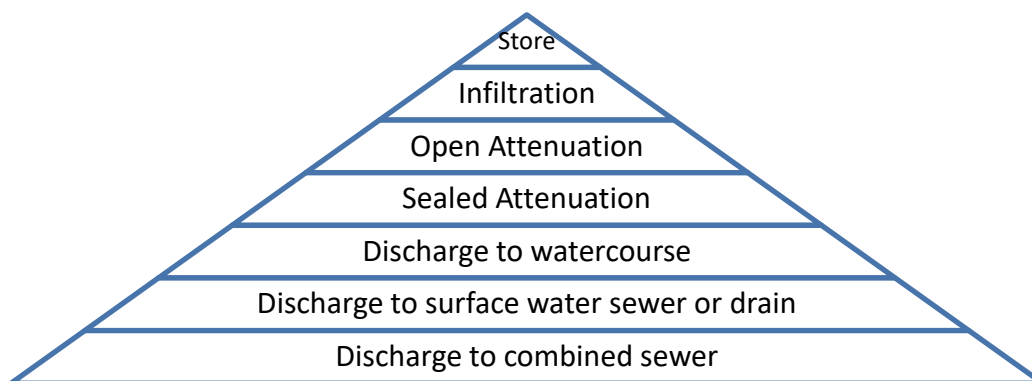 Store
Infiltration
Open Attenuation
Sealed Attenuation
Discharge to watercourse
Discharge to surface water sewer or drain
Discharge to combined sewer